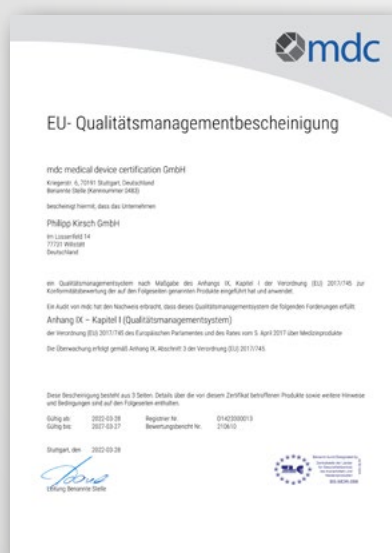 mdc
EU- Qualitätsmanagementbescheinigung
mdc medical device certification GmbH
Kriegerstr. 6, 70191 Stuttgart, Deutschland
Benannte Stelle (Kennnummer 0483)
bescheinigt hiermit, dass das Unternehmen
Philipp Kirsch GmbH
Im Lossenfeld 14
77731 Willstätt
Deutschland
ein Qualitätsmanagementsystem nach Maßgabe des Anhangs IX, Kapitel I der Verordnung (EU) 2017/745 zur
Konformitätsbewertung der auf den Folgeseiten genannten Produkte eingeführt hat und anwendet.
Ein Audit von mdc hat den Nachweis erbracht, dass dieses Qualitätsmanagementsystem die folgenden Forderungen erfüllt:
Anhang IX – Kapitel I (Qualitätsmanagementsystem)
der Verordnung (EU) 2017/745 des Europäischen Parlamentes und des Rates vom 5. April 2017 über Medizinprodukte
Die Überwachung erfolgt gemäß Anhang IX, Abschnitt 3 der Verordnung (EU) 2017/745.
Diese Bescheinigung besteht aus 3 Seiten. Details über die von diesem Zertifikat betroffenen Produkte sowie weitere Hinweise
und Bedingungen sind auf den Folgeseiten enthalten.
Gültig ab: 2022-03-28 Registrier Nr.: D1423500013
Gültig bis: 2027-03-27 Bewertungsbericht Nr.: 210610
Stuttgart, den 2022-03-28
Leitung Benannte Stelle
ZLG